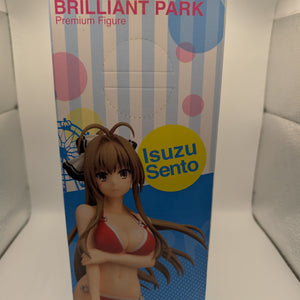 BRILLIANT PARK
Premium Figure
Isuzu
Sento